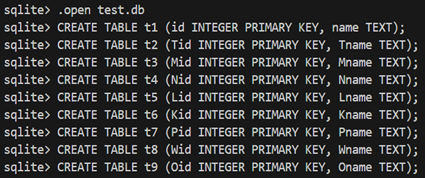 sqlite> .open test.db
sqlite> CREATE TABLE t1 (id INTEGER PRIMARY KEY, name TEXT);
sqlite> CREATE TABLE t2 (Tid INTEGER PRIMARY KEY, Tname TEXT);
sqlite> CREATE TABLE t3 (Mid INTEGER PRIMARY KEY, Mname TEXT);
sqlite> CREATE TABLE t4 (Nid INTEGER PRIMARY KEY, Nname TEXT);
sqlite> CREATE TABLE t5 (Lid INTEGER PRIMARY KEY, Lname TEXT);
sqlite> CREATE TABLE t6 (Kid INTEGER PRIMARY KEY, Kname TEXT);
sqlite> CREATE TABLE t7 (Pid INTEGER PRIMARY KEY, Pname TEXT);
sqlite> CREATE TABLE t8 (Wid INTEGER PRIMARY KEY, Wname TEXT);
sqlite> CREATE TABLE t9 (Oid INTEGER PRIMARY KEY, Oname TEXT);